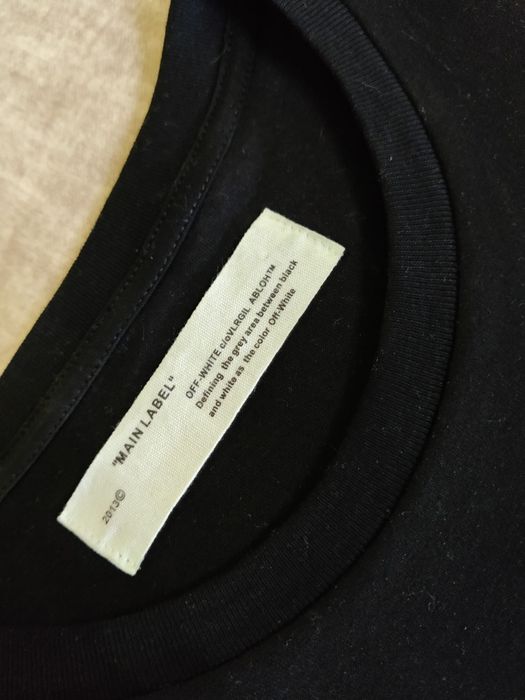 "MAIN LABEL"
OFF-WHITE c/oVLRGIL ABLOH™
Defining the grey area between black
and white as the color Off-White
2013©